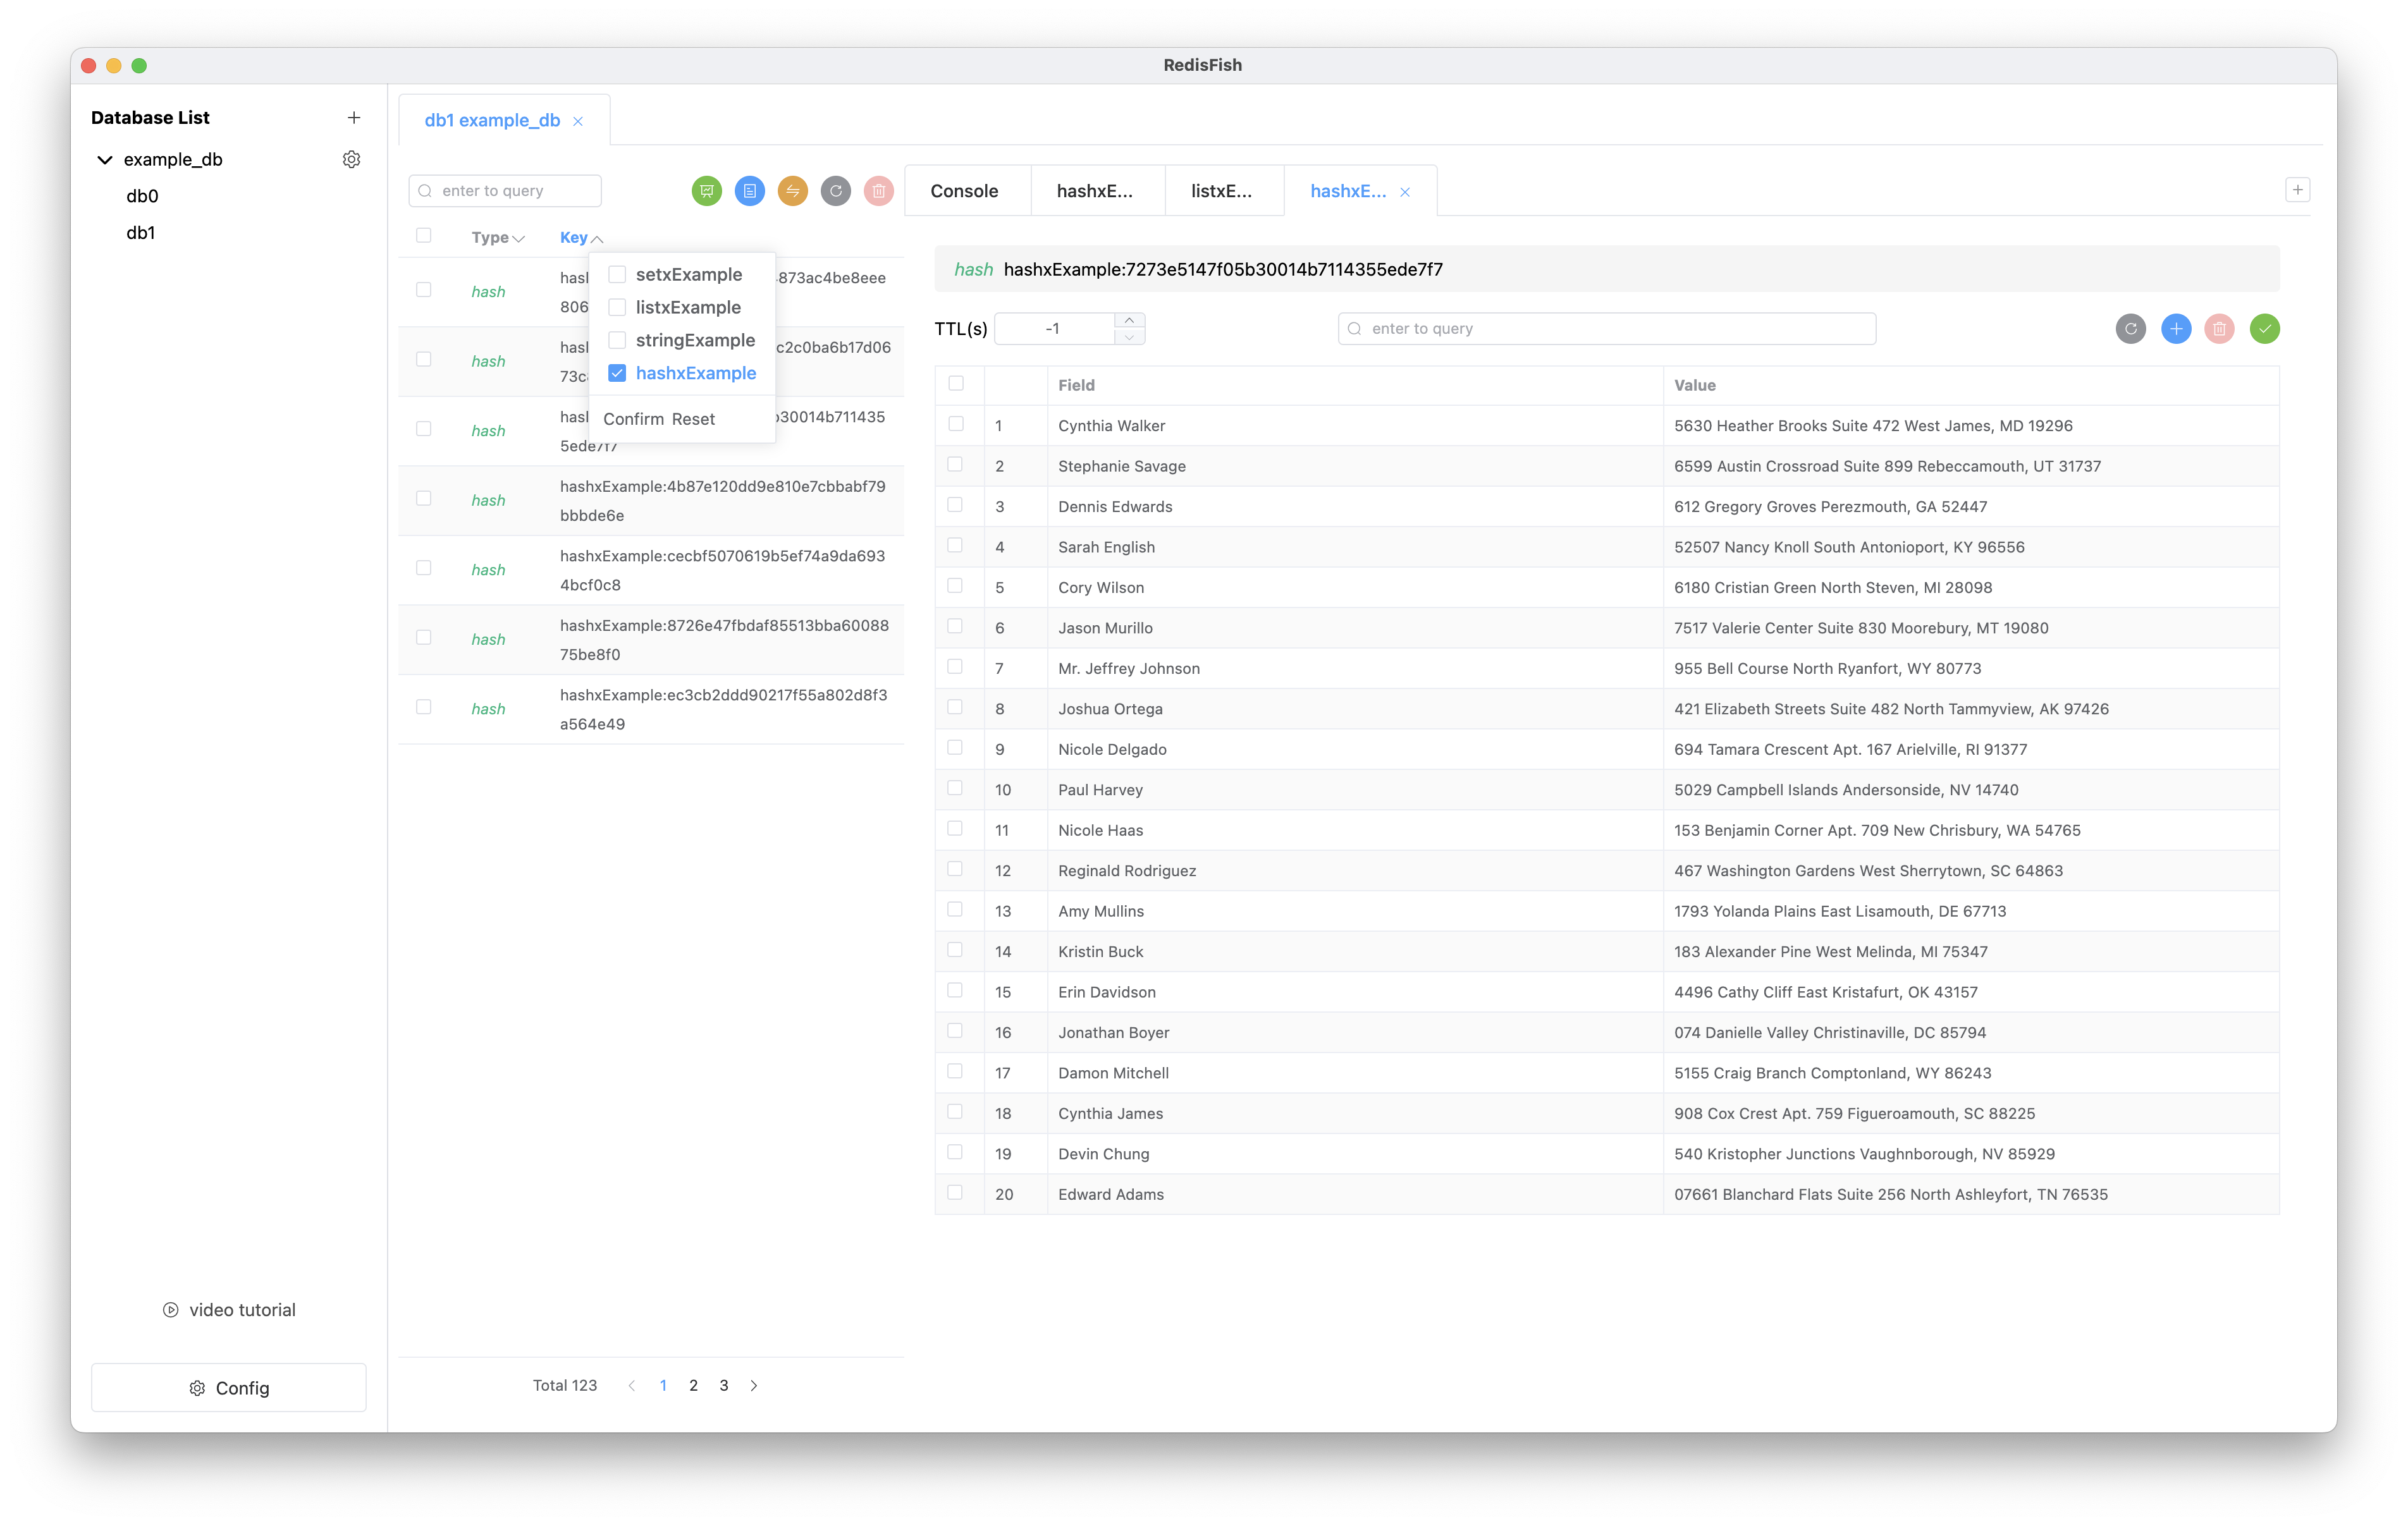 RedisFish
Database List
example_db
db0
db1
video tutorial
Config
db1 example_db
enter to query
Type
Key
setxExample
listxExample
stringExample
hashxExample
Confirm Reset
hash
873ac4be8eee
806
hash
c2c0ba6b17d06
hash
30014b711435
5ede7f7
hash
hashxExample:4b87e120dd9e810e7cbbabf79
bbbde6e
hash
hashxExample:cecbf5070619b5ef74a9da693
4bcf0c8
hash
hashxExample:8726e47fbdaf85513bba60088
75be8f0
hash
hashxExample:ec3cb2ddd90217f55a802d8f3
a564e49
Total 123
1 2 3
Console
hashxE...
listxE...
hashxE...
hash hashxExample:7273e5147f05b30014b7114355ede7f7
TTL(s) -1
enter to query
Field Value
1 Cynthia Walker 5630 Heather Brooks Suite 472 West James, MD 19296
2 Stephanie Savage 6599 Austin Crossroad Suite 899 Rebeccamouth, UT 31737
3 Dennis Edwards 612 Gregory Groves Perezmouth, GA 52447
4 Sarah English 52507 Nancy Knoll South Antonioport, KY 96556
5 Cory Wilson 6180 Cristian Green North Steven, MI 28098
6 Jason Murillo 7517 Valerie Center Suite 830 Moorebury, MT 19080
7 Mr. Jeffrey Johnson 955 Bell Course North Ryanfort, WY 80773
8 Joshua Ortega 421 Elizabeth Streets Suite 482 North Tammyview, AK 97426
9 Nicole Delgado 694 Tamara Crescent Apt. 167 Arielville, RI 91377
10 Paul Harvey 5029 Campbell Islands Andersonside, NV 14740
11 Nicole Haas 153 Benjamin Corner Apt. 709 New Chrisbury, WA 54765
12 Reginald Rodriguez 467 Washington Gardens West Sherrytown, SC 64863
13 Amy Mullins 1793 Yolanda Plains East Lisamouth, DE 67713
14 Kristin Buck 183 Alexander Pine West Melinda, MI 75347
15 Erin Davidson 4496 Cathy Cliff East Kristafurt, OK 43157
16 Jonathan Boyer 074 Danielle Valley Christinaville, DC 85794
17 Damon Mitchell 5155 Craig Branch Comptonland, WY 86243
18 Cynthia James 908 Cox Crest Apt. 759 Figueroamouth, SC 88225
19 Devin Chung 540 Kristopher Junctions Vaughnborough, NV 85929
20 Edward Adams 07661 Blanchard Flats Suite 256 North Ashleyfort, TN 76535